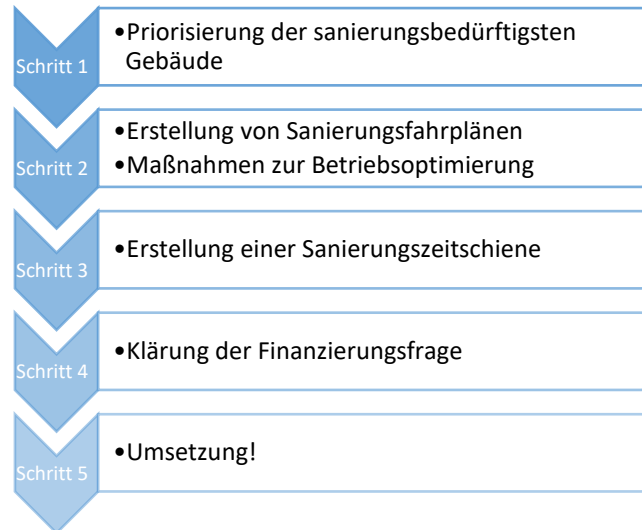 Schritt 1
•Priorisierung der sanierungsbedürftigsten
Gebäude
Schritt 2
•Erstellung von Sanierungsfahrplänen
•Maßnahmen zur Betriebsoptimierung
Schritt 3
•Erstellung einer Sanierungszeitschiene
Schritt 4
•Klärung der Finanzierungsfrage
Schritt 5
•Umsetzung!